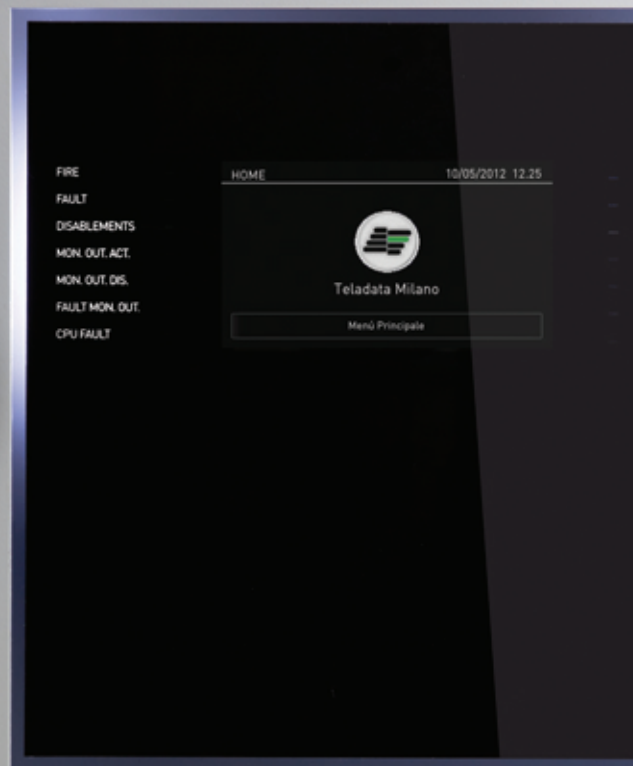 FIRE
FAULT
DISABLEMENTS
MON. OUT. ACT.
MON. OUT. DIS.
FAULT MON. OUT.
CPU FAULT
HOME 10/05/2012 12.25
Teladata Milano
Menú Principale